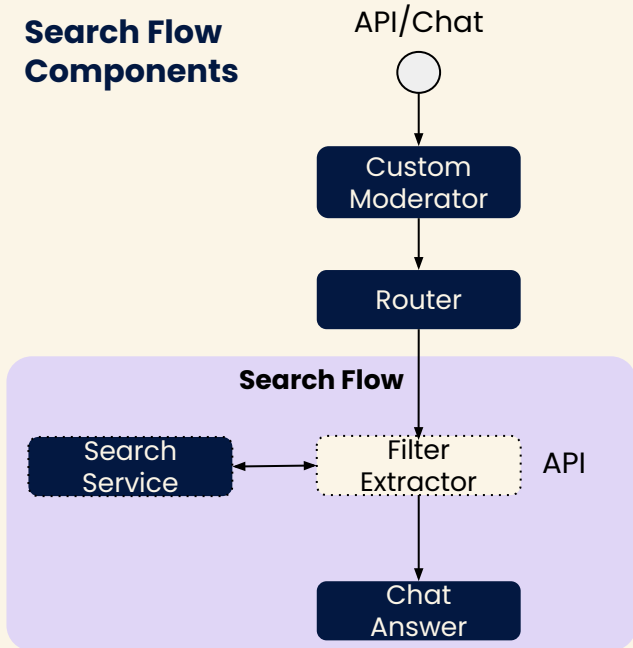 Search Flow
Components
API/Chat
Custom
Moderator
Router
Search Flow
Search
Service
Filter
Extractor
API
Chat
Answer